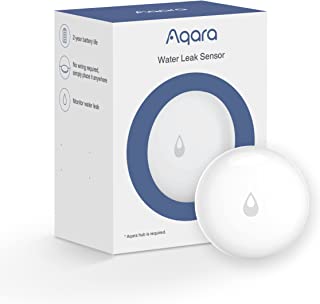 Aqara
Water Leak Sensor
2-year battery life
No wiring required,
simply place it anywhere
Monitor water leak
* Aqara hub is required.